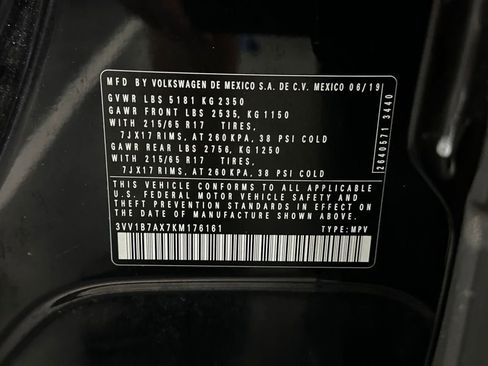 MFD BY VOLKSWAGEN DE MEXICO S.A. DE C.V. MEXICO 06/19
GVWR LBS 5181 KG 2350
GAWR FRONT LBS 2535, KG 1150
WITH 215/65 R17 TIRES,
7JX17 RIMS, AT 260 KPA, 38 PSI COLD
GAWR REAR LBS 2756, KG 1250
WITH 215/65 R17 TIRES,
7JX17 RIMS, AT 260 KPA, 38 PSI COLD
THIS VEHICLE CONFORMS TO ALL APPLICABLE
U.S. FEDERAL MOTOR VEHICLE SAFETY AND
THEFT PREVENTION STANDARDS IN EFFECT ON
THE DATE OF MANUFACTURE SHOWN ABOVE.
3VV1B7AX7KM176161 TYPE: MPV
2640571 3440